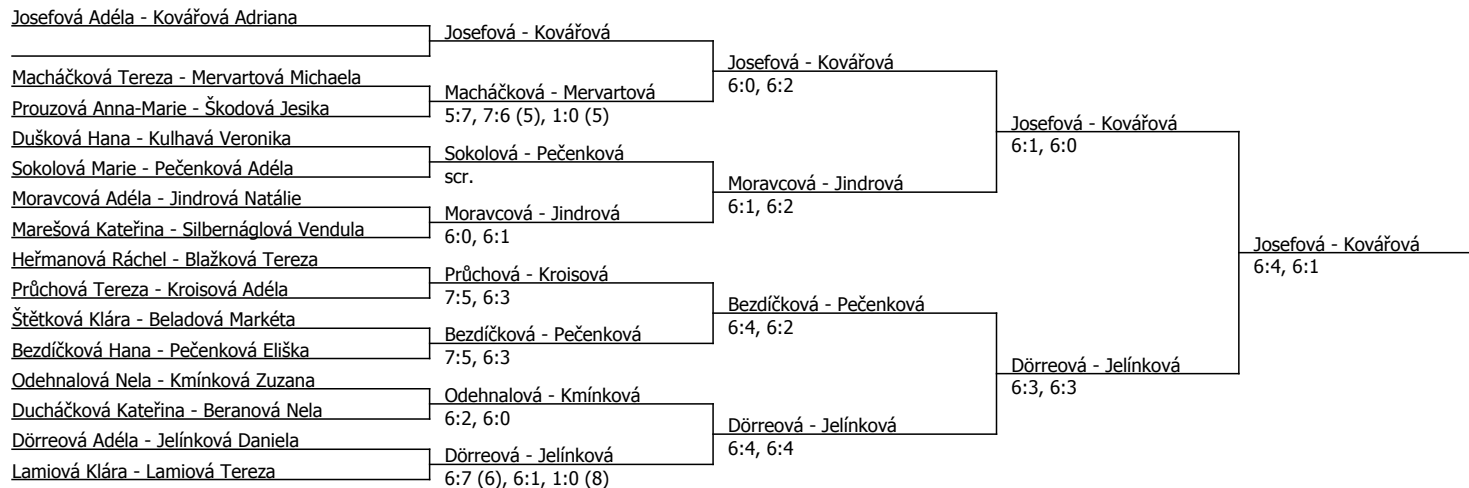 Josefová Adéla - Kovářová Adriana
Macháčková Tereza - Mervartová Michaela
Prouzová Anna-Marie - Škodová Jesika
Dušková Hana - Kulhavá Veronika
Sokolová Marie - Pečenková Adéla
Moravcová Adéla - Jindrová Natálie
Marešová Kateřina - Silbernáglová Vendula
Heřmanová Ráchel - Blažková Tereza
Průchová Tereza - Kroisová Adéla
Štětková Klára - Beladová Markéta
Bezdíčková Hana - Pečenková Eliška
Odehnalová Nela - Kmínková Zuzana
Ducháčková Kateřina - Beranová Nela
Dörreová Adéla - Jelínková Daniela
Lamiová Klára - Lamiová Tereza
Josefová - Kovářová
Macháčková - Mervartová
5:7, 7:6 (5), 1:0 (5)
Sokolová - Pečenková
scr.
Moravcová - Jindrová
6:0, 6:1
Průchová - Kroisová
7:5, 6:3
Bezdíčková - Pečenková
7:5, 6:3
Odehnalová - Kmínková
6:2, 6:0
Dörreová - Jelínková
6:7 (6), 6:1, 1:0 (8)
Josefová - Kovářová
6:0, 6:2
Moravcová - Jindrová
6:1, 6:2
Bezdíčková - Pečenková
6:4, 6:2
Dörreová - Jelínková
6:4, 6:4
Josefová - Kovářová
6:1, 6:0
Dörreová - Jelínková
6:3, 6:3
Josefová - Kovářová
6:4, 6:1